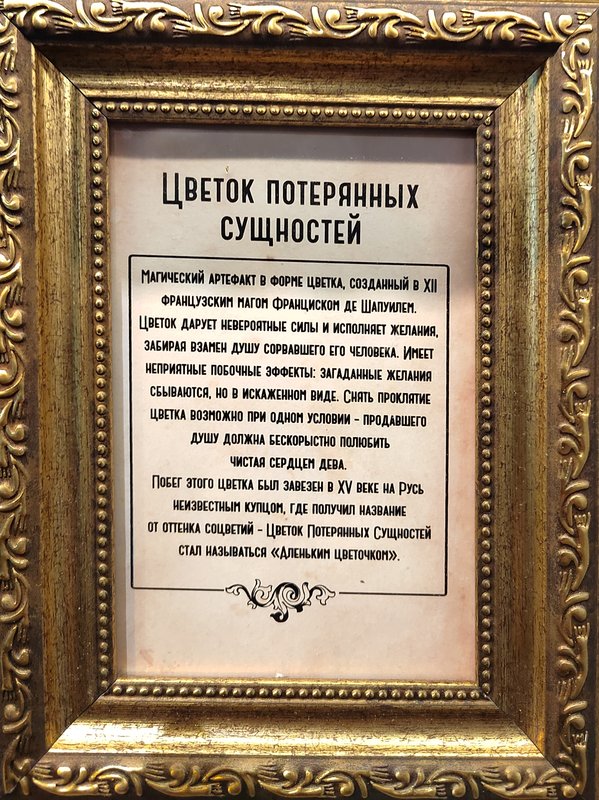 Цветок потерянных
сущностей
Магический артефакт в форме цветка, созданный в XII
французским магом Франциском де Шапуилем.
Цветок дарует невероятные силы и исполняет желания,
забирая взамен душу сорвавшего его человека. Имеет
неприятные побочные эффекты: загаданные желания
сбываются, но в искаженном виде. Снять проклятие
цветка возможно при одном условии - продавшего
душу должна бескорыстно полюбить
чистая сердцем дева.
Побег этого цветка был завезен в XV веке на Русь
неизвестным купцом, где получил название
от оттенка соцветий - Цветок Потерянных Сущностей
стал называться «Аленьким цветочком».